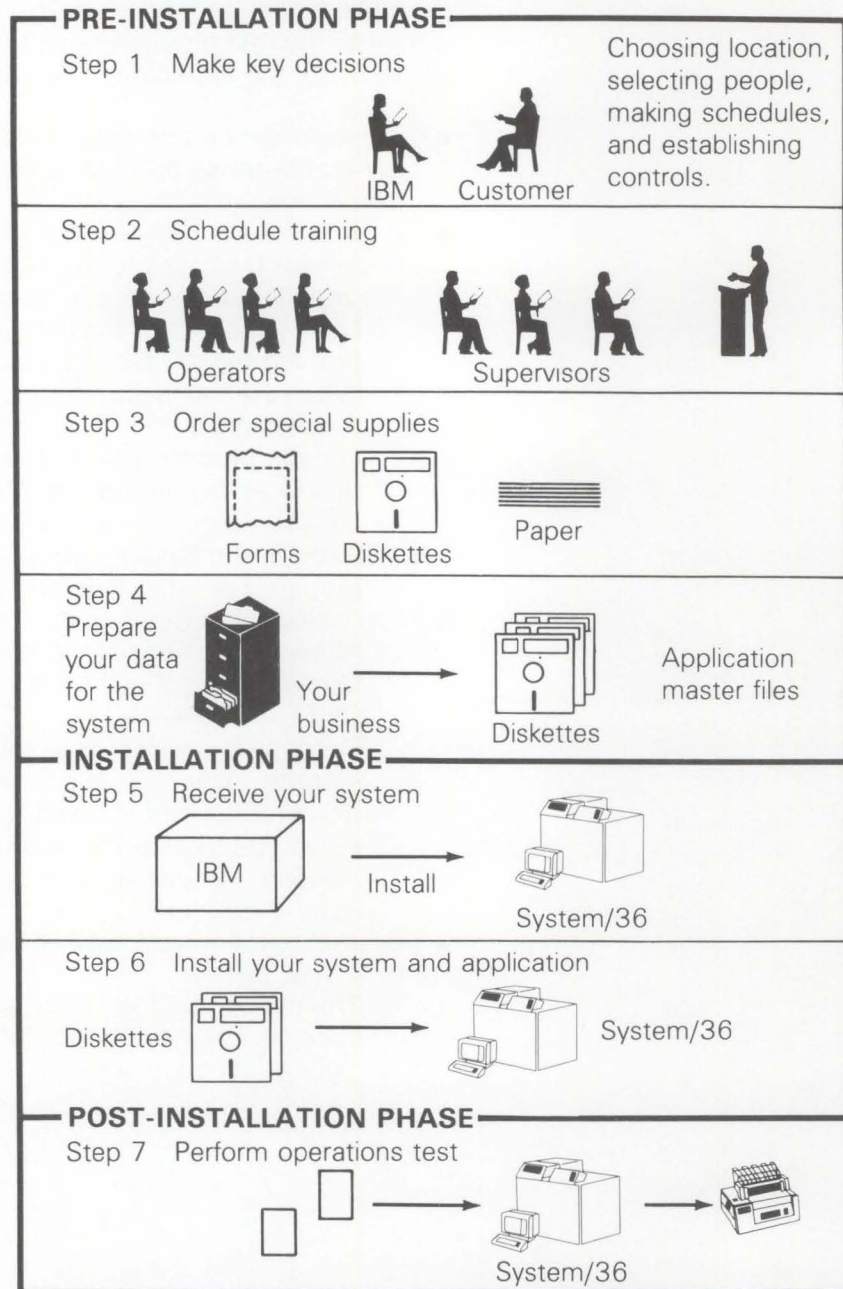 PRE-INSTALLATION PHASE
Step 1 Make key decisions
Choosing location,
selecting people,
making schedules,
and establishing
controls.
IBM Customer
Step 2 Schedule training
Operators Supervisors
Step 3 Order special supplies
Forms Diskettes Paper
Step 4
Prepare
your data
for the
system
Your
business
Diskettes
Application
master files
INSTALLATION PHASE
Step 5 Receive your system
IBM
Install
System/36
Step 6 Install your system and application
Diskettes
System/36
POST-INSTALLATION PHASE
Step 7 Perform operations test
System/36